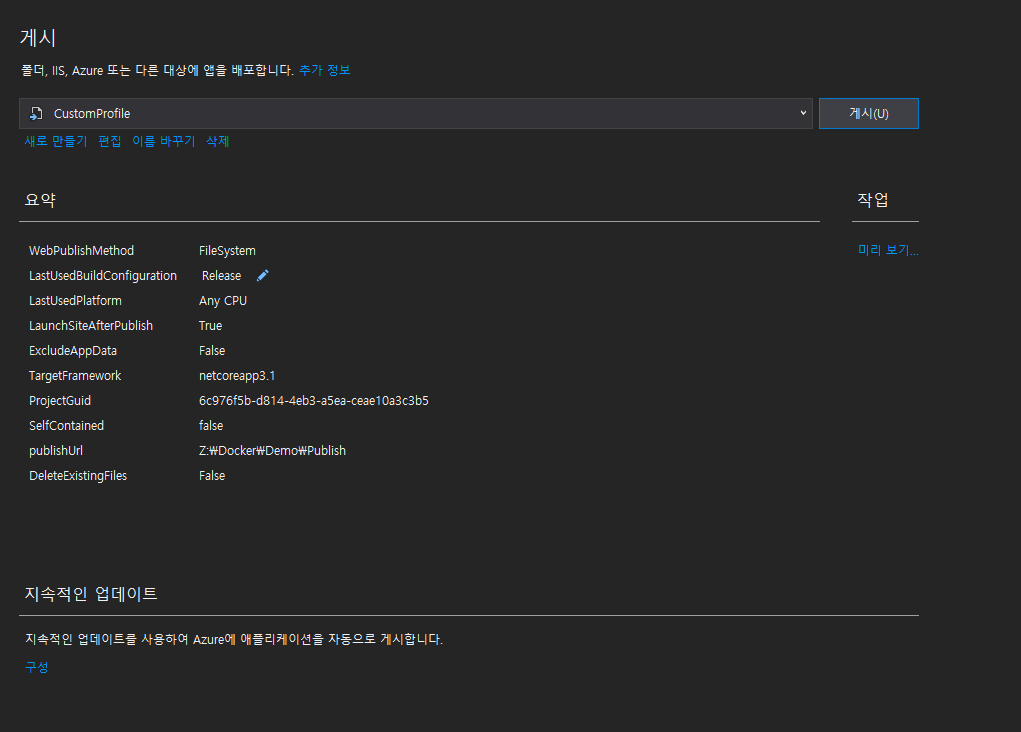 게시
폴더, IIS, Azure 또는 다른 대상에 앱을 배포합니다. 추가 정보
CustomProfile
게시(U)
새로 만들기 편집 이름 바꾸기 삭제
요약
작업
WebPublishMethod FileSystem
미리 보기...
LastUsedBuildConfiguration Release
LastUsedPlatform Any CPU
LaunchSiteAfterPublish True
ExcludeAppData False
TargetFramework netcoreapp3.1
ProjectGuid 6c976f5b-d814-4eb3-a5ea-ceae10a3c3b5
SelfContained false
publishUrl Z:₩Docker₩Demo₩Publish
DeleteExistingFiles False
지속적인 업데이트
지속적인 업데이트를 사용하여 Azure에 애플리케이션을 자동으로 게시합니다.
구성